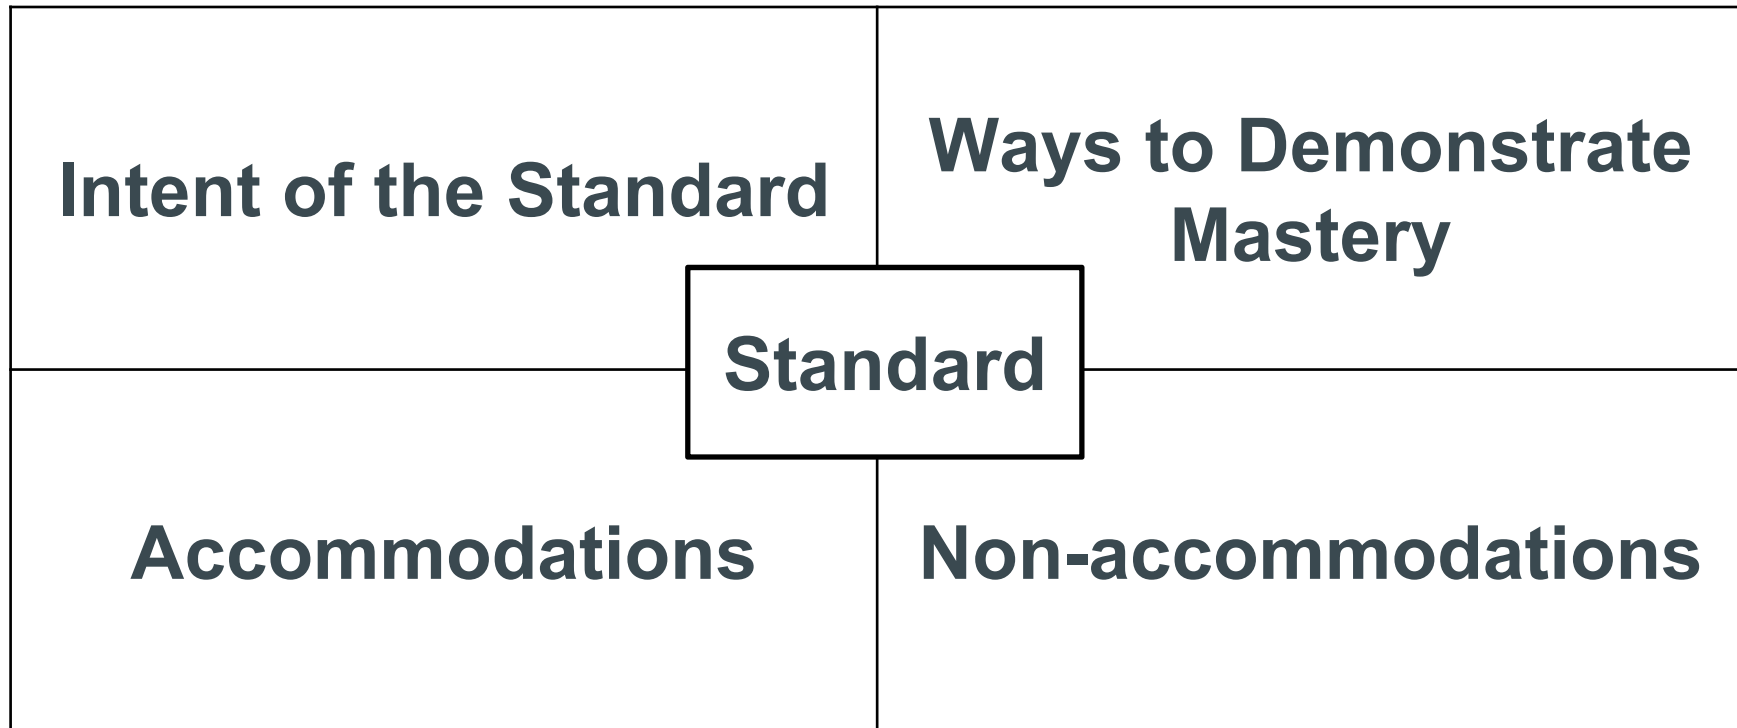 Intent of the Standard
Ways to Demonstrate
Mastery
Standard
Accommodations
Non-accommodations